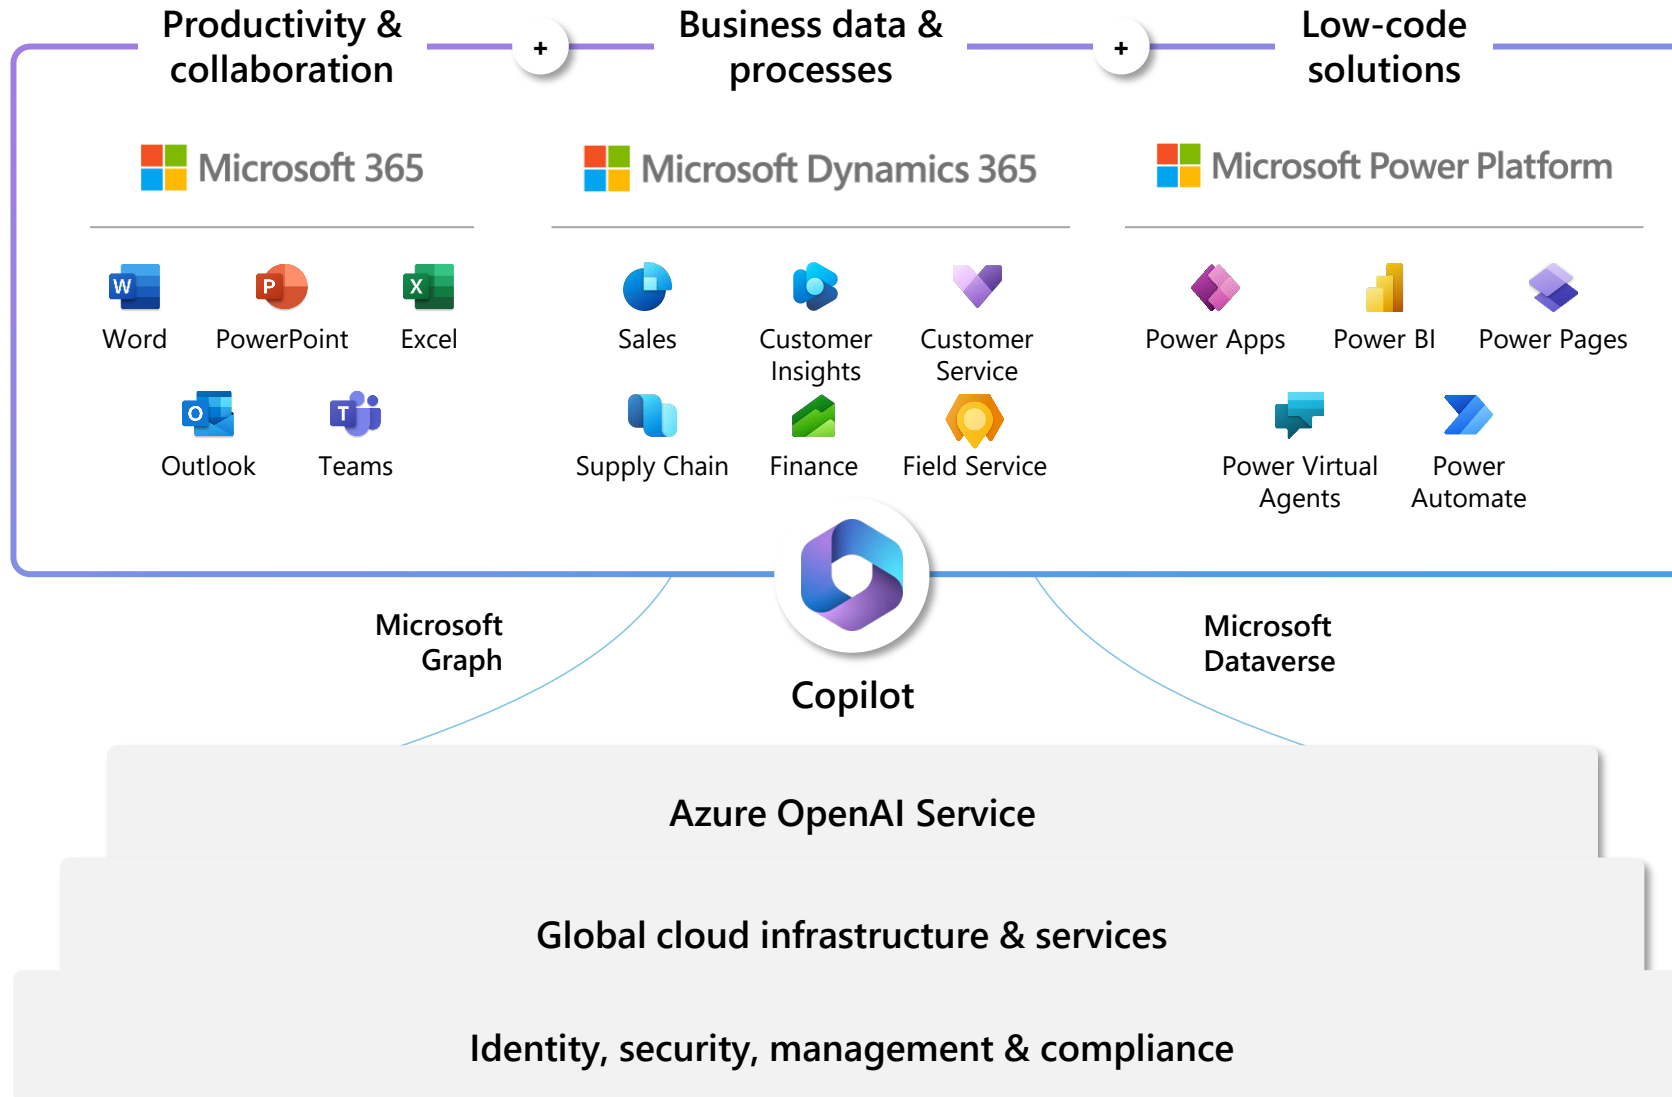 Productivity &
collaboration
+
Business data &
processes
+
Low-code
solutions
Microsoft 365
Microsoft Dynamics 365
Microsoft Power Platform
W
Word
P
PowerPoint
X
Excel
O
Outlook
T
Teams
Sales
Customer
Insights
Customer
Service
Supply Chain
Finance
Field Service
Power Apps
Power BI
Power Pages
Power Virtual
Agents
Power
Automate
Microsoft
Graph
Copilot
Microsoft
Dataverse
Azure OpenAI Service
Global cloud infrastructure & services
Identity, security, management & compliance